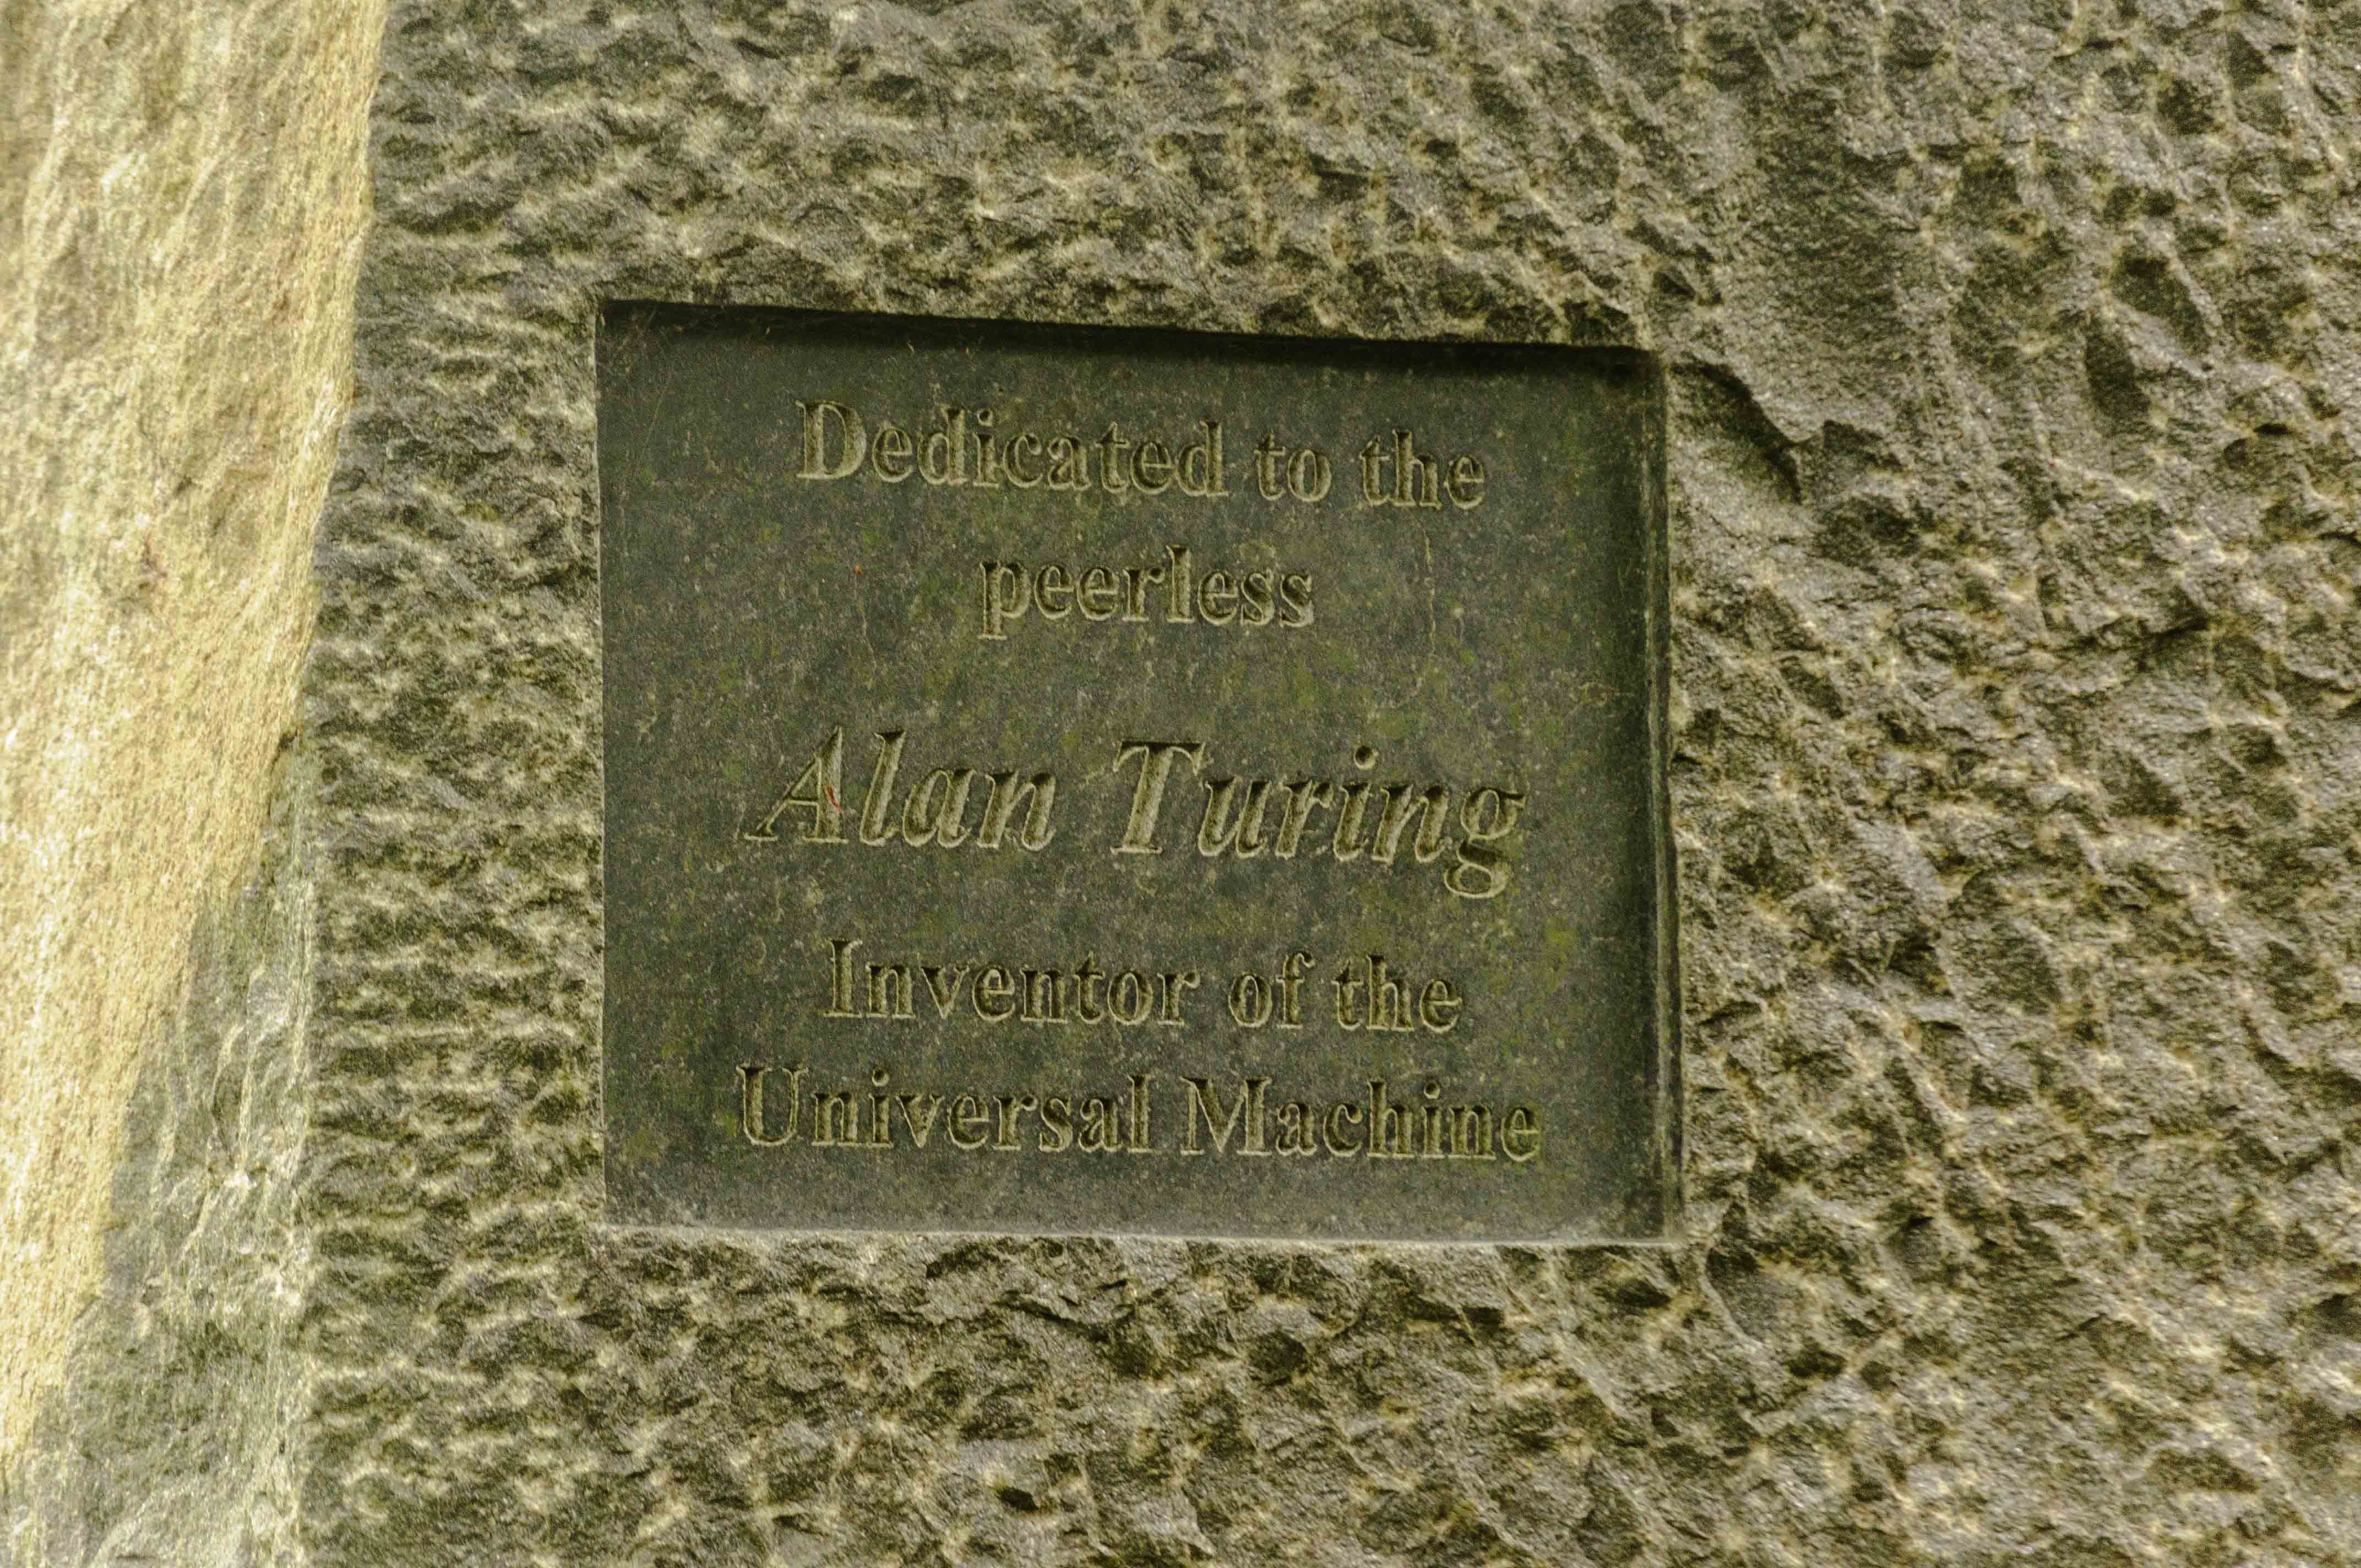 Dedicated to the
peerless
Alan Turing
Inventor of the
Universal Machine